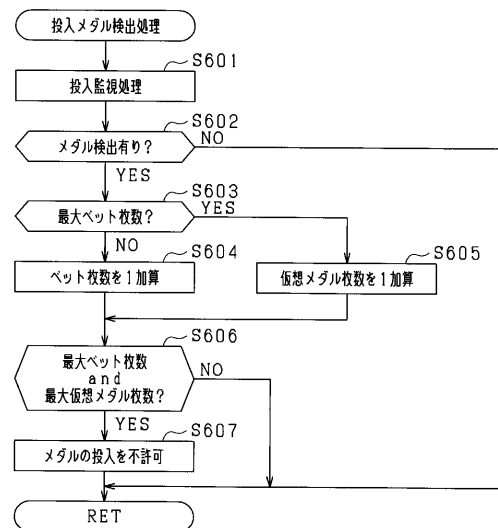 投入メダル検出処理
S601
投入監視処理
S602
メダル検出有り？
NO
YES
S603
最大ベット枚数？
YES
NO
S604
ベット枚数を1加算
S605
仮想メダル枚数を1加算
S606
最大ベット枚数
and
最大仮想メダル枚数？
NO
YES
S607
メダルの投入を不許可
RET